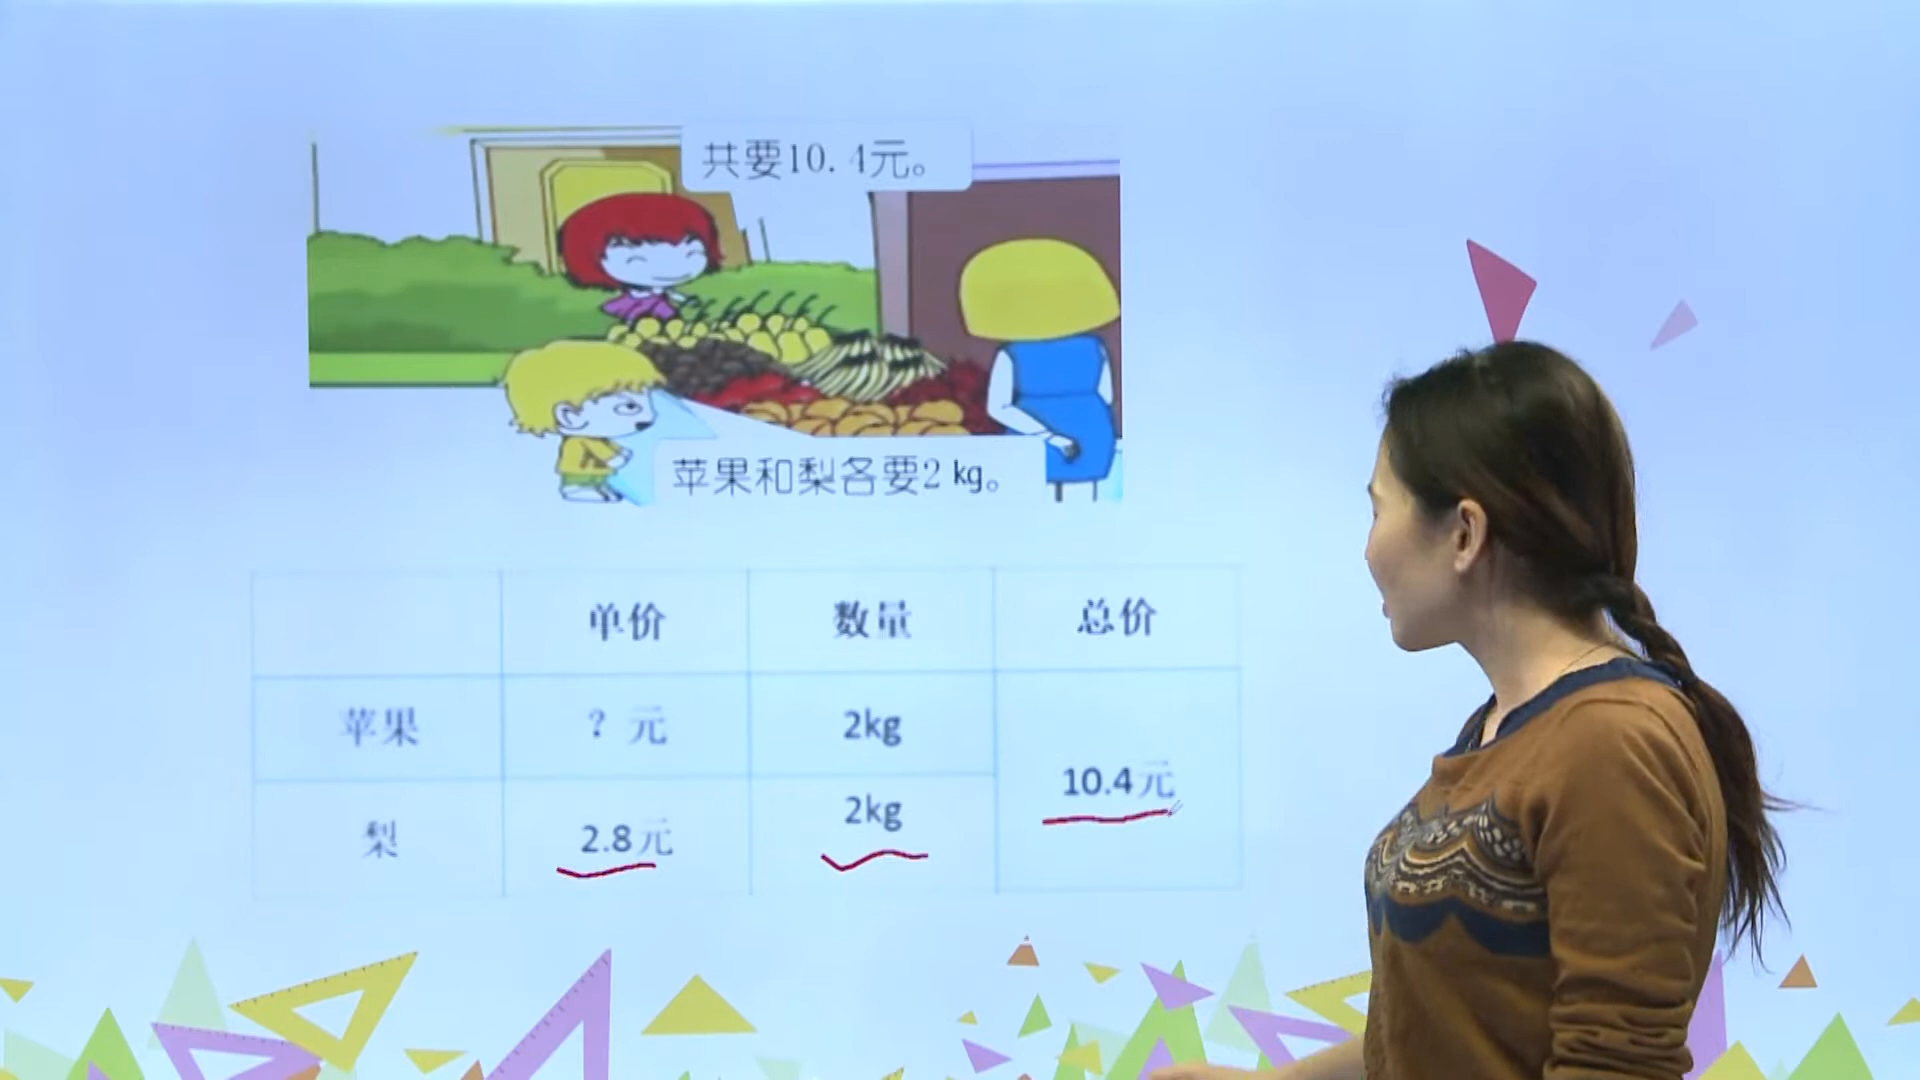 共要10.4元。
苹果和梨各要2 kg。
单价 数量 总价
苹果 ？元 2kg
10.4元
梨 2.8元 2kg